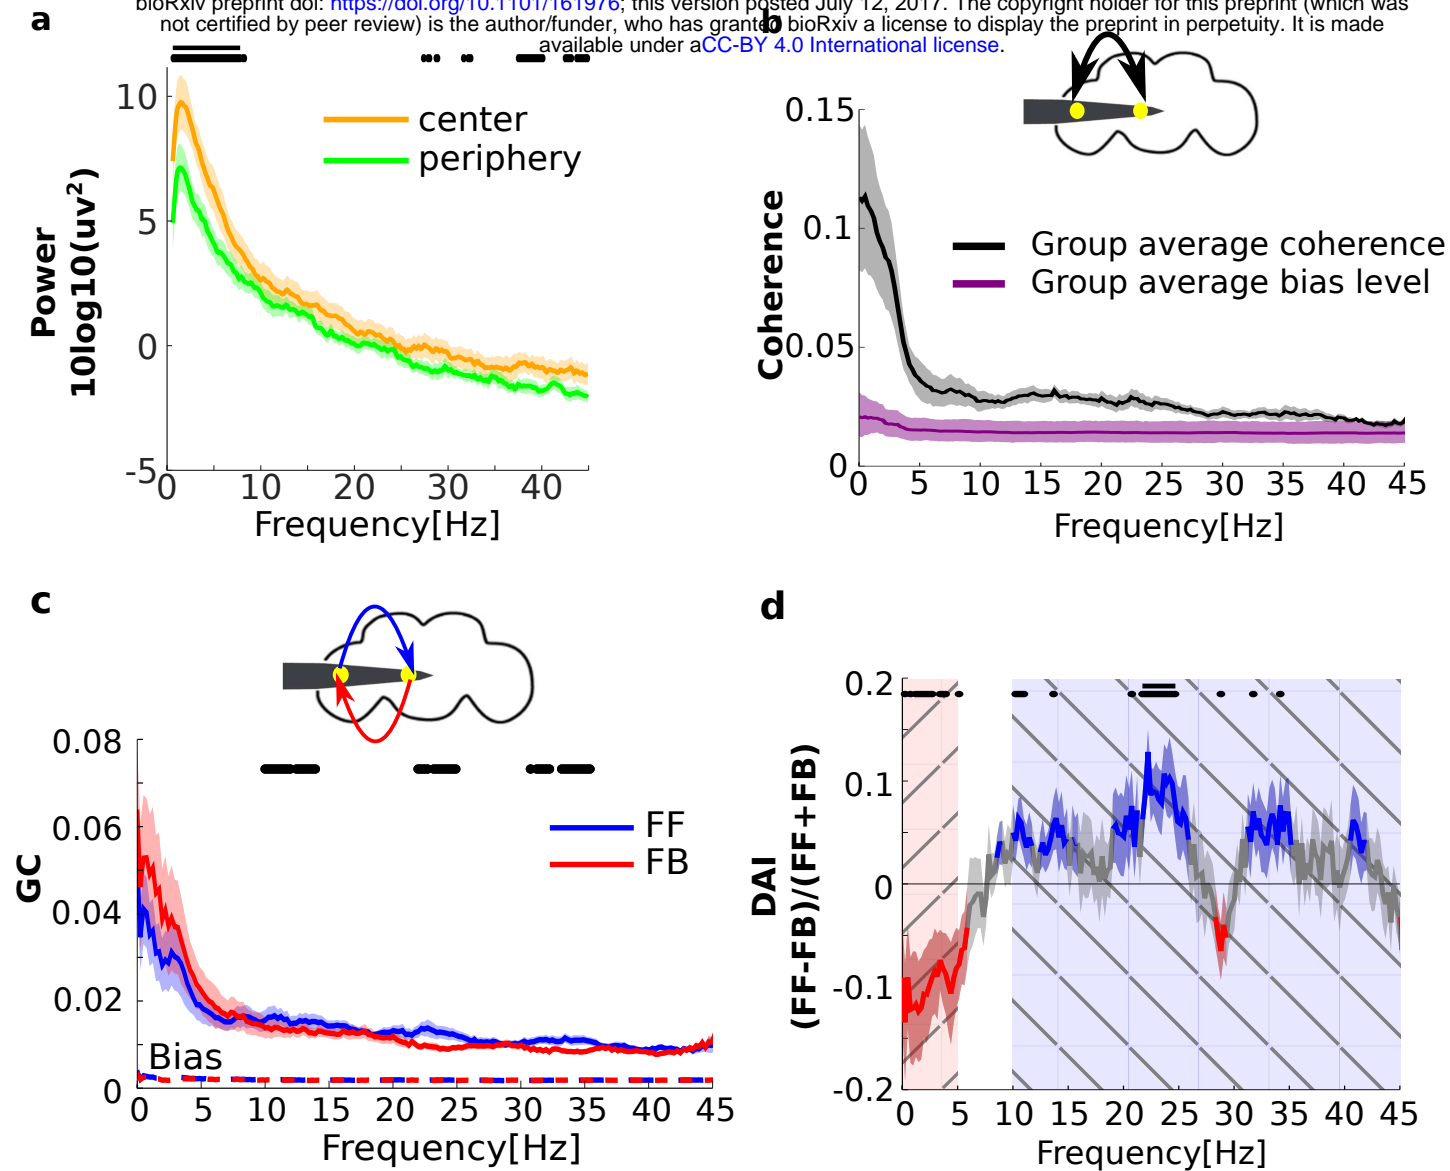 bioRxiv preprint doi: https://doi.org/10.1101/161976; this version posted July 12, 2017. The copyright holder for this preprint (which was
not certified by peer review) is the author/funder, who has granted bioRxiv a license to display the preprint in perpetuity. It is made
available under aCC-BY 4.0 International license.
a
10
5
0
-5
0 10 20 30 40
Frequency[Hz]
Power
10log10(uv²)
center
periphery
b
0.15
0.1
0.05
0
0 5 10 15 20 25 30 35 40 45
Frequency[Hz]
Coherence
Group average coherence
Group average bias level
c
0.08
0.06
0.04
0.02
0
0 5 10 15 20 25 30 35 40 45
Frequency[Hz]
GC
FF
FB
Bias
d
0.2
0.1
0
-0.1
-0.2
0 5 10 15 20 25 30 35 40 45
Frequency[Hz]
DAI
(FF-FB)/(FF+FB)